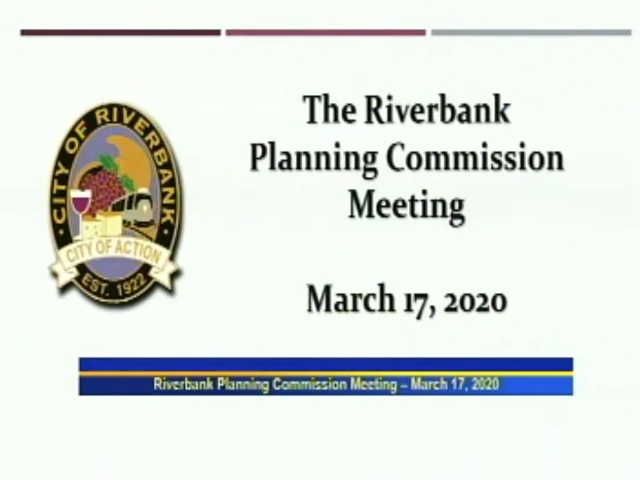 The Riverbank
Planning Commission
Meeting
March 17, 2020
CITY OF RIVERBANK
CITY OF ACTION
EST. 1922
Riverbank Planning Commission Meeting – March 17, 2020